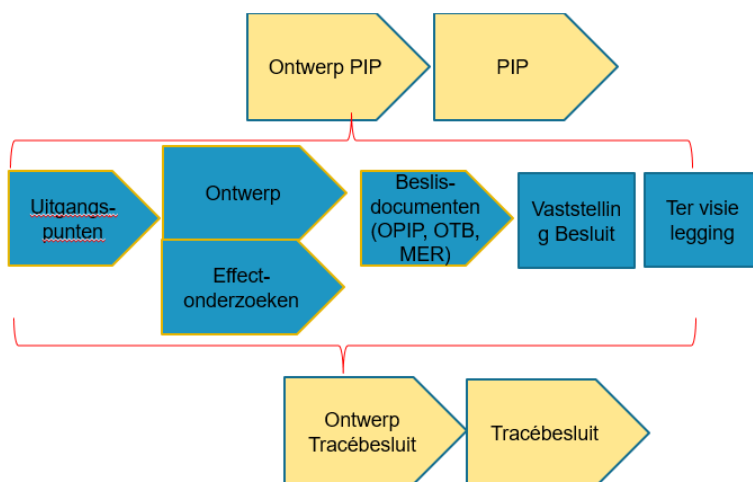 Ontwerp PIP
PIP
Uitgangs-
punten
Ontwerp
Effect-
onderzoeken
Beslis-
documenten
(OPIP, OTB,
MER)
Vaststellin
g Besluit
Ter visie
legging
Ontwerp
Tracébesluit
Tracébesluit